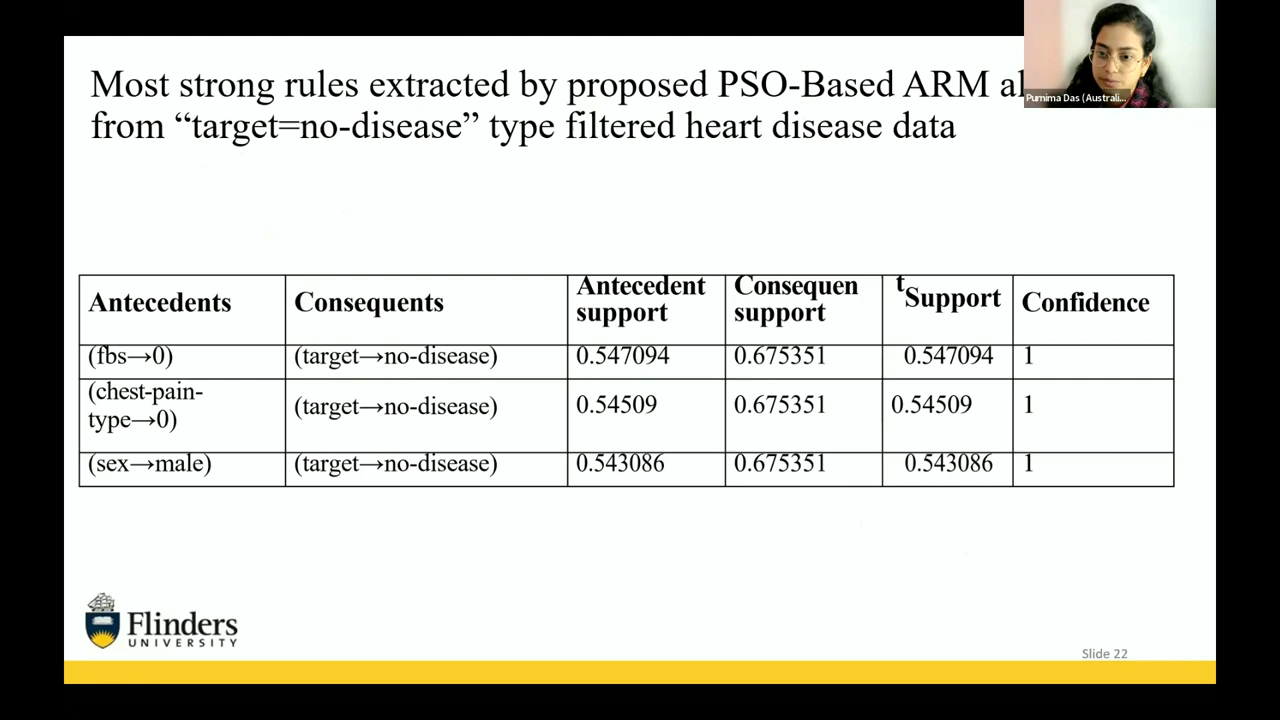 Most strong rules extracted by proposed PSO-Based ARM
from “target=no-disease” type filtered heart disease data
Purnima Das (Australi...
Antecedents Consequents Antecedent support Consequen support tSupport Confidence
(fbs→0) (target→no-disease) 0.547094 0.675351 0.547094 1
(chest-pain-type→0) (target→no-disease) 0.54509 0.675351 0.54509 1
(sex→male) (target→no-disease) 0.543086 0.675351 0.543086 1
Flinders
UNIVERSITY
Slide 22